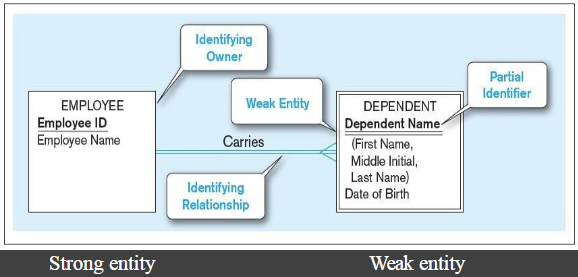 Identifying
Owner
EMPLOYEE
Employee ID
Employee Name
Weak Entity
Partial
Identifier
DEPENDENT
Dependent Name
(First Name,
Middle Initial,
Last Name)
Date of Birth
Carries
Identifying
Relationship
Strong entity
Weak entity